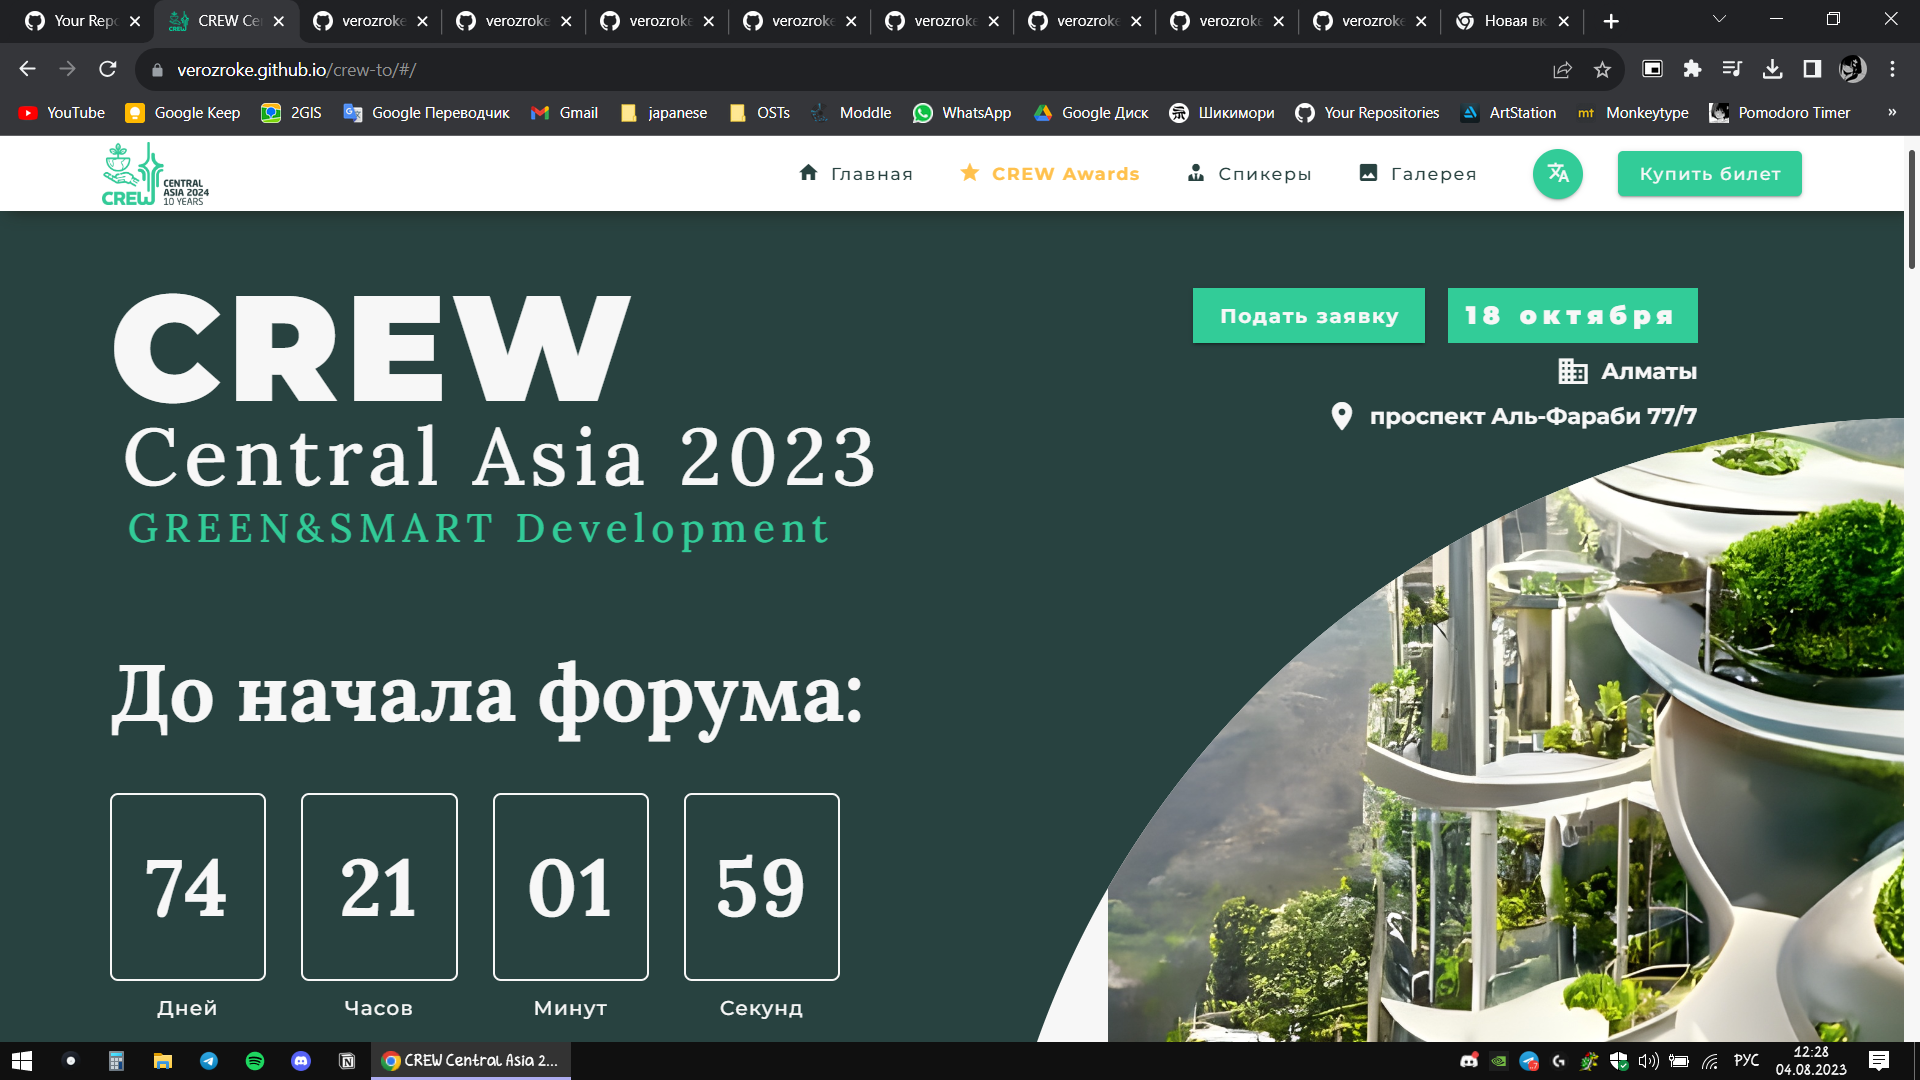 Your Repo
CREW Ce
verozroke
verozroke
verozroke
verozroke
verozroke
verozroke
verozroke
verozroke
Новая вк
verozroke.github.io/crew-to/#/
YouTube
Google Keep
2GIS
Google Переводчик
Gmail
japanese
OSTs
Moddle
WhatsApp
Google Диск
Шикимори
Your Repositories
ArtStation
mt Monkeytype
Pomodoro Timer
»
CREW
CENTRAL
ASIA 2024
10 YEARS
Главная
CREW Awards
Спикеры
Галерея
Купить билет
CREW
Central Asia 2023
GREEN&SMART Development
Подать заявку
18 октября
Алматы
проспект Аль-Фараби 77/7
До начала форума:
74
21
01
59
Дней
Часов
Минут
Секунд
CREW Central Asia 2...
РУС
12:28
04.08.2023